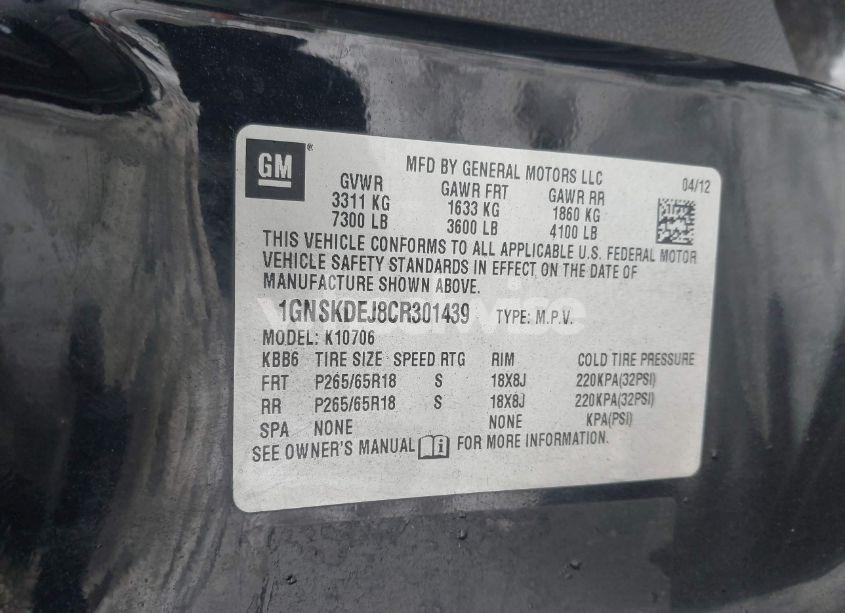 GM
MFD BY GENERAL MOTORS LLC
04/12
GVWR GAWR FRT GAWR RR
3311 KG 1633 KG 1860 KG
7300 LB 3600 LB 4100 LB
THIS VEHICLE CONFORMS TO ALL APPLICABLE U.S. FEDERAL MOTOR
VEHICLE SAFETY STANDARDS IN EFFECT ON THE DATE OF
MANUFACTURE SHOWN ABOVE.
1GNSKDEJ8CR301439 TYPE: M.P.V.
MODEL: K10706
KBB6 TIRE SIZE SPEED RTG RIM COLD TIRE PRESSURE
FRT P265/65R18 S 18X8J 220KPA(32PSI)
RR P265/65R18 S 18X8J 220KPA(32PSI)
SPA NONE NONE KPA(PSI)
SEE OWNER'S MANUAL FOR MORE INFORMATION.